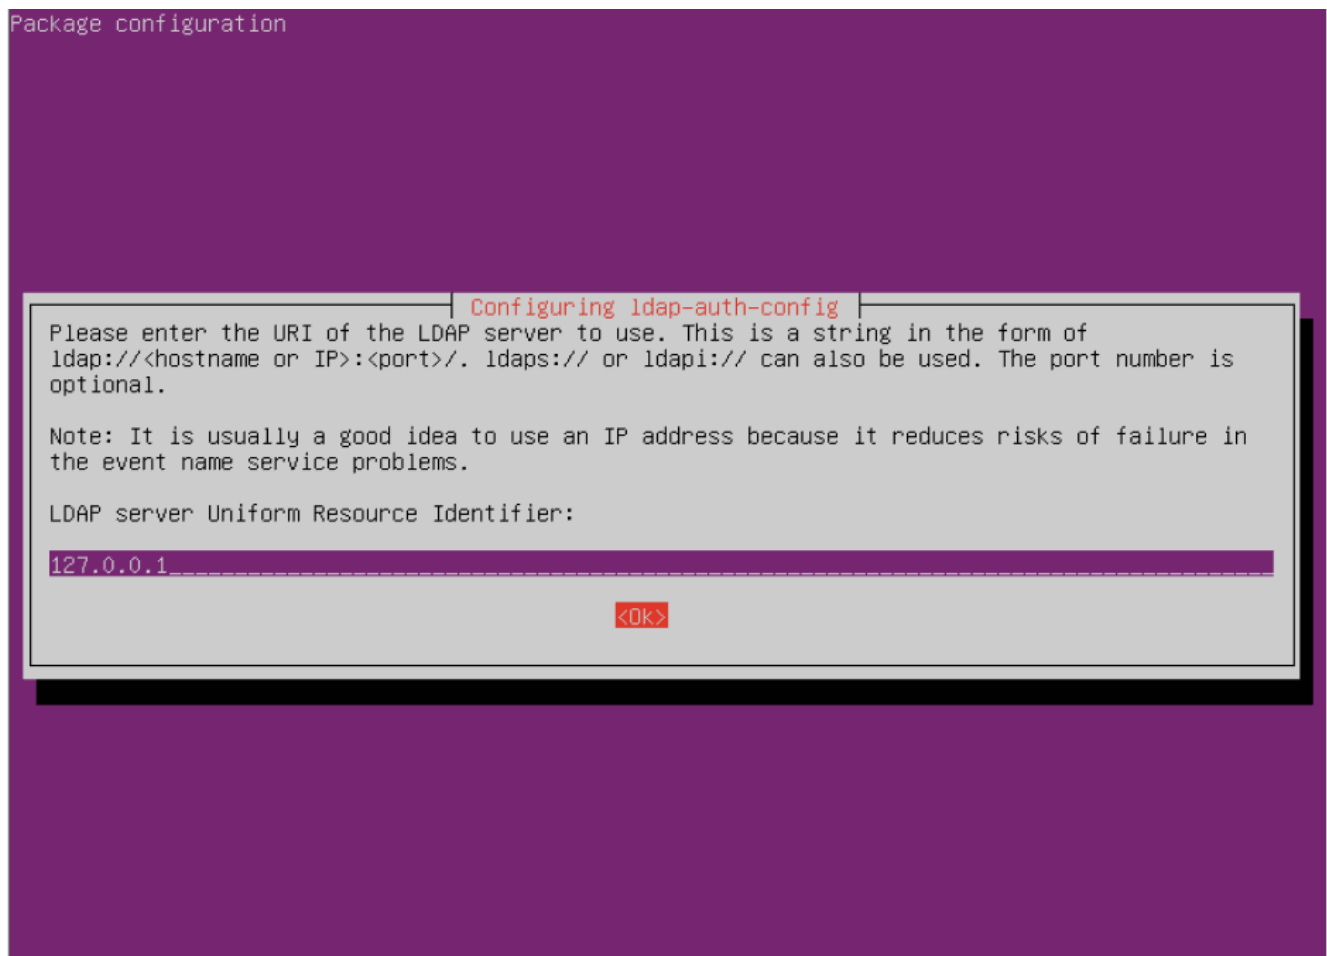 Package configuration
Configuring ldap-auth-config
Please enter the URI of the LDAP server to use. This is a string in the form of
ldap://<hostname or IP>:<port>/. ldaps:// or ldapi:// can also be used. The port number is
optional.
Note: It is usually a good idea to use an IP address because it reduces risks of failure in
the event name service problems.
LDAP server Uniform Resource Identifier:
127.0.0.1
<Ok>